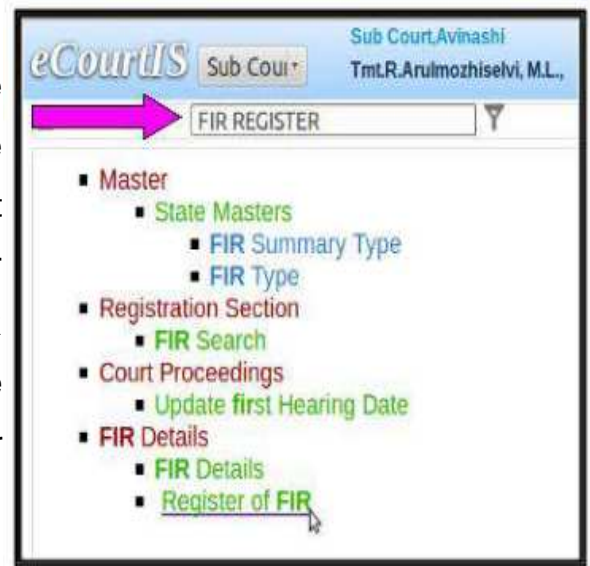 eCourtIS Sub Cour
Sub Court,Avinashi
Tmt.R.Arulmozhiselvi, M.L.,
FIR REGISTER
Master
State Masters
FIR Summary Type
FIR Type
Registration Section
FIR Search
Court Proceedings
Update first Hearing Date
FIR Details
FIR Details
Register of FIR